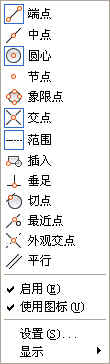 端点
中点
圆心
节点
象限点
交点
范围
插入
垂足
切点
最近点
外观交点
平行
启用(E)
使用图标(U)
设置(S)...
显示